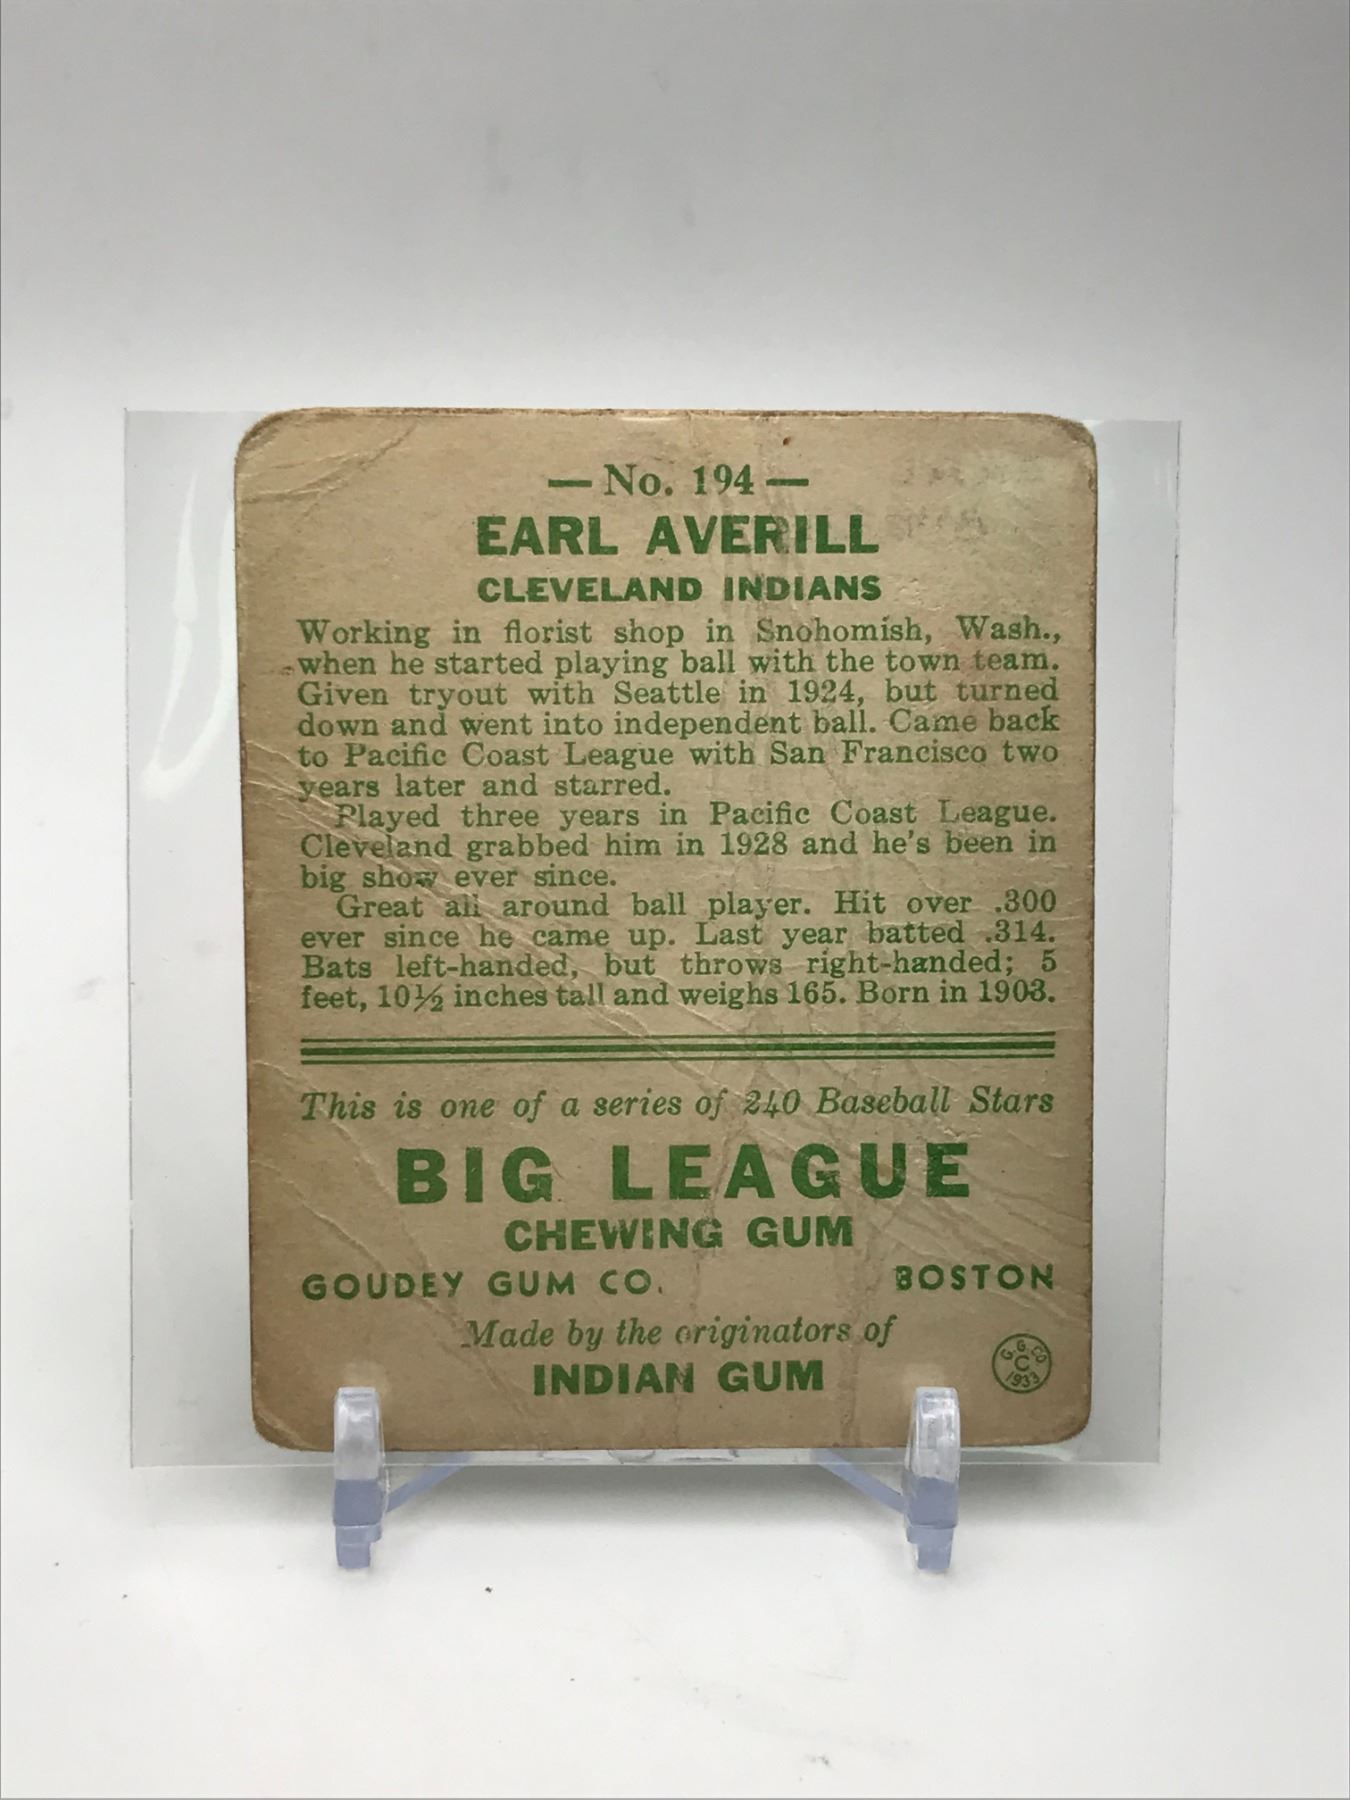 — No. 194 —
EARL AVERILL
CLEVELAND INDIANS
Working in florist shop in Snohomish, Wash.,
when he started playing ball with the town team.
Given tryout with Seattle in 1924, but turned
down and went into independent ball. Came back
to Pacific Coast League with San Francisco two
years later and starred.
Played three years in Pacific Coast League.
Cleveland grabbed him in 1928 and he's been in
big show ever since.
Great all around ball player. Hit over .300
ever since he came up. Last year batted .314.
Bats left-handed, but throws right-handed; 5
feet, 10½ inches tall and weighs 165. Born in 1903.
This is one of a series of 240 Baseball Stars
BIG LEAGUE
CHEWING GUM
GOUDEY GUM CO. BOSTON
Made by the originators of
INDIAN GUM
G. G. CO
C
1933